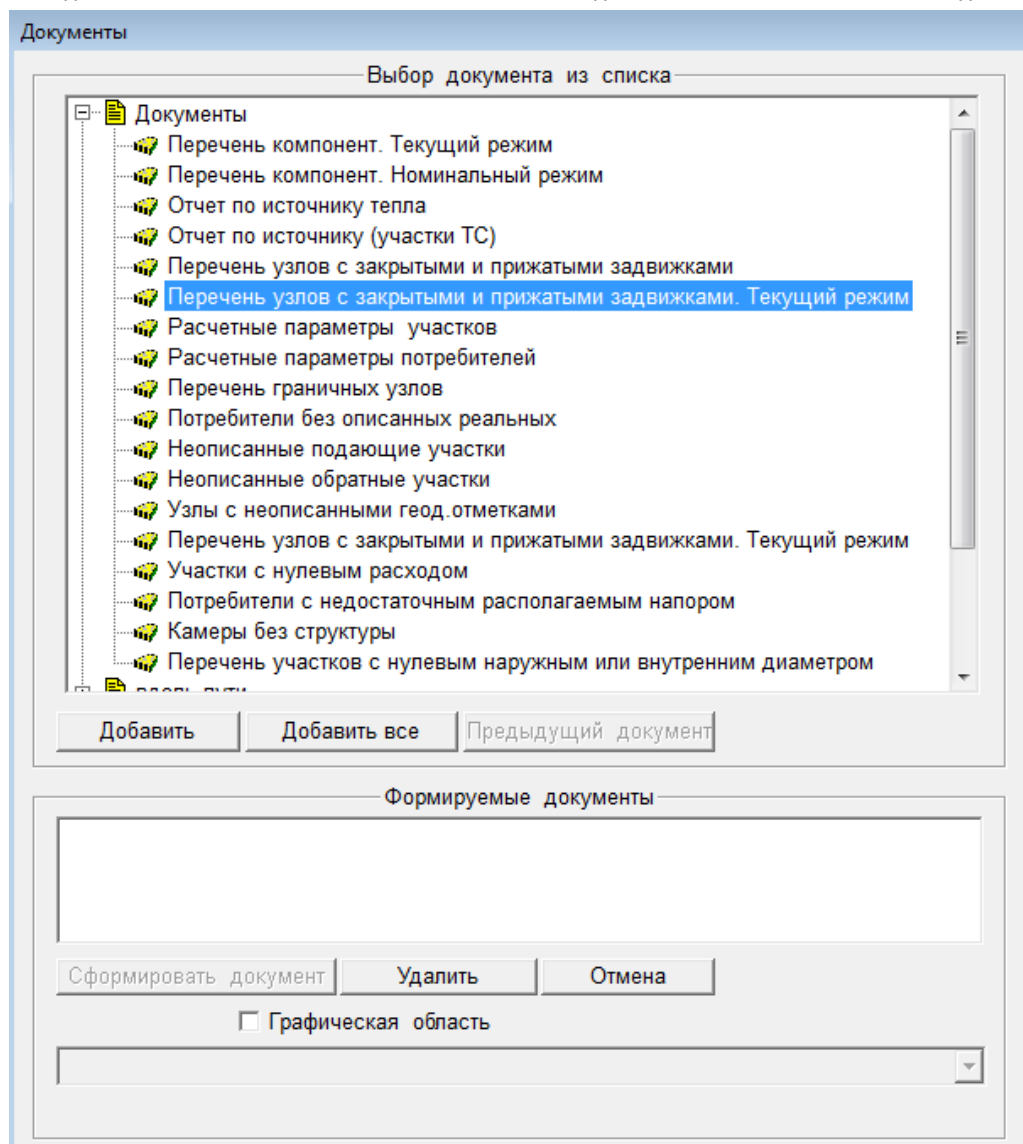 Документы
Выбор документа из списка
Документы
Перечень компонент. Текущий режим
Перечень компонент. Номинальный режим
Отчет по источнику тепла
Отчет по источнику (участки ТС)
Перечень узлов с закрытыми и прижатыми задвижками
Перечень узлов с закрытыми и прижатыми задвижками. Текущий режим
Расчетные параметры участков
Расчетные параметры потребителей
Перечень граничных узлов
Потребители без описанных реальных
Неописанные подающие участки
Неописанные обратные участки
Узлы с неописанными геод.отметками
Перечень узлов с закрытыми и прижатыми задвижками. Текущий режим
Участки с нулевым расходом
Потребители с недостаточным располагаемым напором
Камеры без структуры
Перечень участков с нулевым наружным или внутренним диаметром
Добавить Добавить все Предыдущий документ
Формируемые документы
Сформировать документ Удалить Отмена
Графическая область